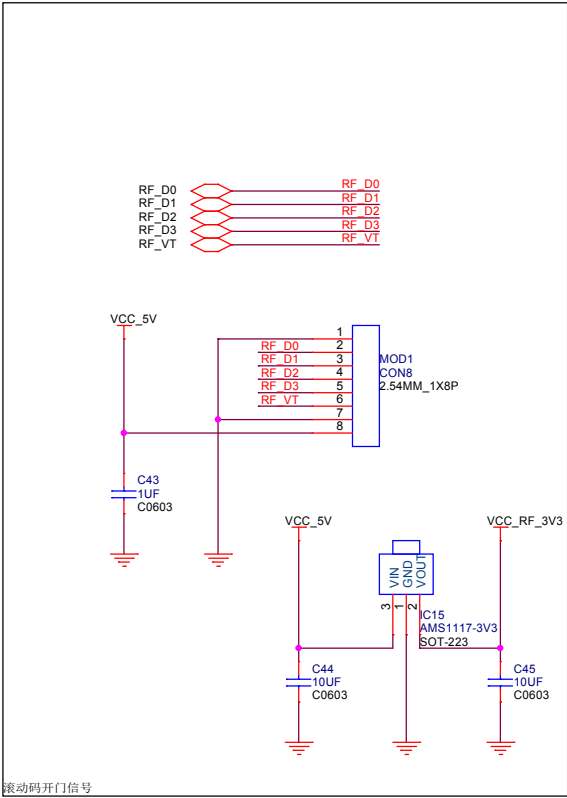 RF_D0 RF_D0
RF_D1 RF_D1
RF_D2 RF_D2
RF_D3 RF_D3
RF_VT RF_VT
VCC_5V
1
RF_D0 2
RF_D1 3
RF_D2 4
RF_D3 5
RF_VT 6
7
8
MOD1
CON8
2.54MM_1X8P
C43
1UF
C0603
VCC_5V
VCC_RF_3V3
VIN
GND
VOUT
3
1
2
IC15
AMS1117-3V3
SOT-223
C44
10UF
C0603
C45
10UF
C0603
滚动码开门信号